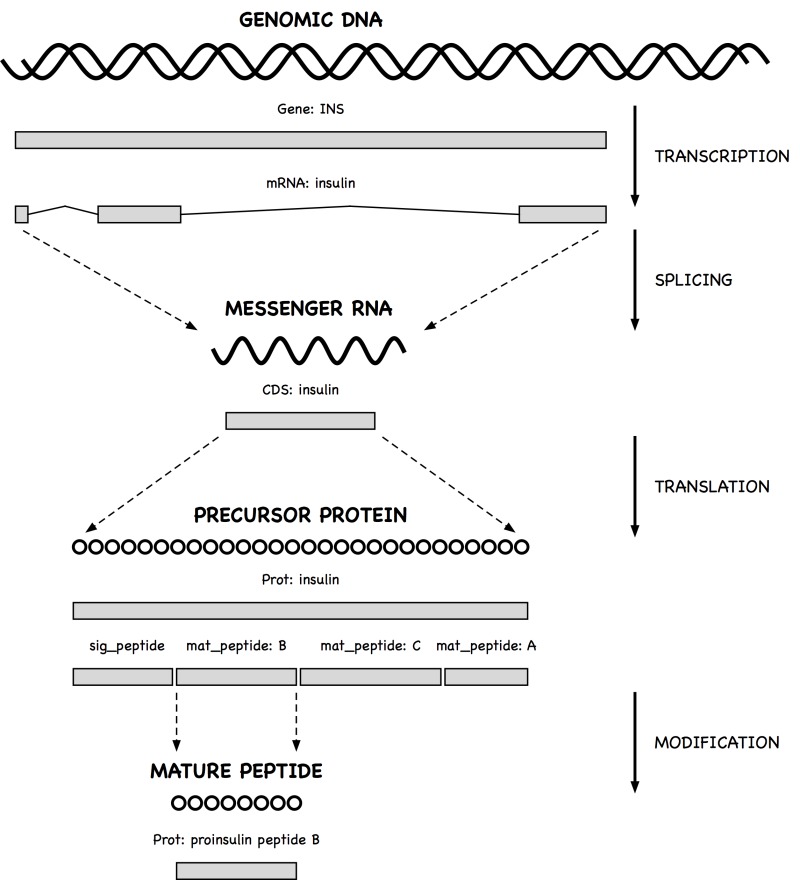 GENOMIC DNA
Gene: INS
TRANSCRIPTION
mRNA: insulin
SPLICING
MESSENGER RNA
CDS: insulin
TRANSLATION
PRECURSOR PROTEIN
Prot: insulin
sig_peptide mat_peptide: B mat_peptide: C mat_peptide: A
MODIFICATION
MATURE PEPTIDE
Prot: proinsulin peptide B